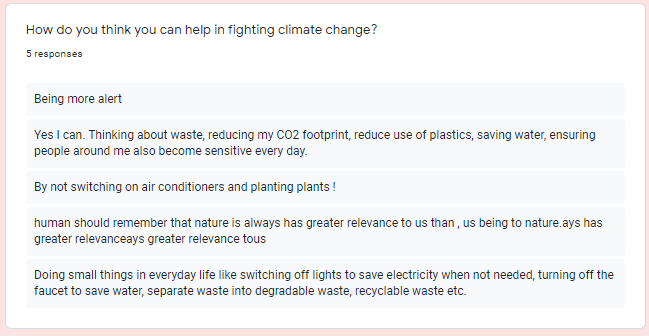 How do you think you can help in fighting climate change?
5 responses
Being more alert
Yes I can. Thinking about waste, reducing my CO2 footprint, reduce use of plastics, saving water, ensuring
people around me also become sensitive every day.
By not switching on air conditioners and planting plants !
human should remember that nature is always has greater relevance to us than , us being to nature.ays has
greater relevanceays greater relevance tous
Doing small things in everyday life like switching off lights to save electricity when not needed, turning off the
faucet to save water, separate waste into degradable waste, recyclable waste etc.